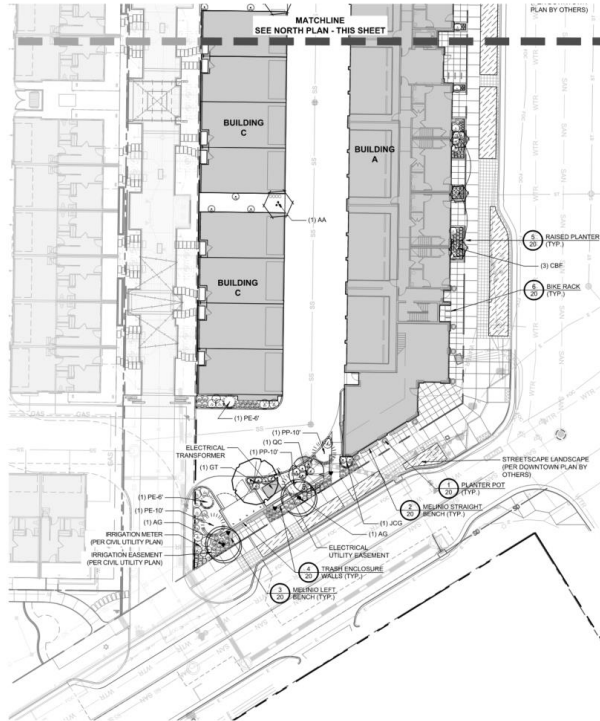 MATCHLINE
SEE NORTH PLAN - THIS SHEET
PLAN BY OTHERS)
BUILDING
C
BUILDING
A
(1) AA
5
20
RAISED PLANTER
(TYP.)
(3) CBF
BUILDING
C
6
20
BIKE RACK
(TYP.)
(1) PE-6'
(1) PP-10'
(1) QC
ELECTRICAL
TRANSFORMER
(1) PP-10'
(1) GT
STREETSCAPE LANDSCAPE
(PER DOWNTOWN PLAN BY
OTHERS)
1
20
PLANTER POT
(TYP.)
(1) PE-6'
(1) PE-10'
(1) AG
2
20
MELINIO STRAIGHT
BENCH (TYP.)
(1) JCG
(1) AG
IRRIGATION METER
(PER CIVIL UTILITY PLAN)
ELECTRICAL
UTILITY EASEMENT
IRRIGATION EASEMENT
(PER CIVIL UTILITY PLAN)
4
20
TRASH ENCLOSURE
WALLS (TYP.)
3
20
MELINIO LEFT
BENCH (TYP.)
GAS
SAN
WTR